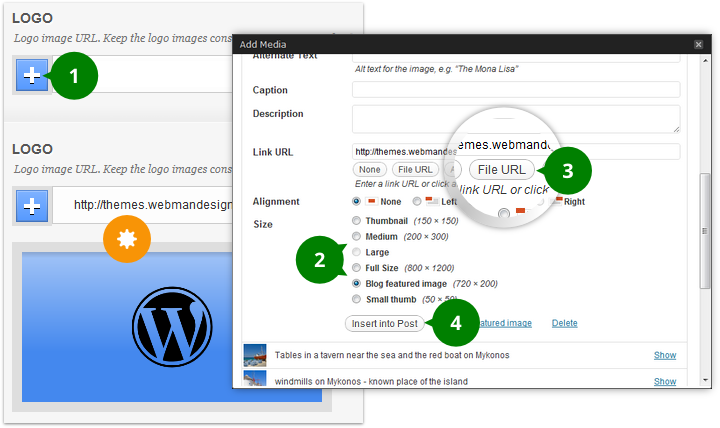 LOGO
Logo image URL. Keep the logo images cons
1
LOGO
Logo image URL. Keep the logo images cons
http://themes.webmandesign
Add Media
Alternate Text
Alt text for the image, e.g. "The Mona Lisa"
Caption
Description
Link URL
http://themes.webmandes
None File URL
Enter a link URL or click a
emes.webmand
File URL
link URL or click
3
Alignment
None Left Right
Size
Thumbnail (150 × 150)
Medium (200 × 300)
Large
2
Full Size (800 × 1200)
Blog featured image (720 × 200)
Small thumb (50 × 50)
Insert into Post
4
atured image
Delete
Tables in a tavern near the sea and the red boat on Mykonos
Show
windmills on Mykonos - known place of the island
Show